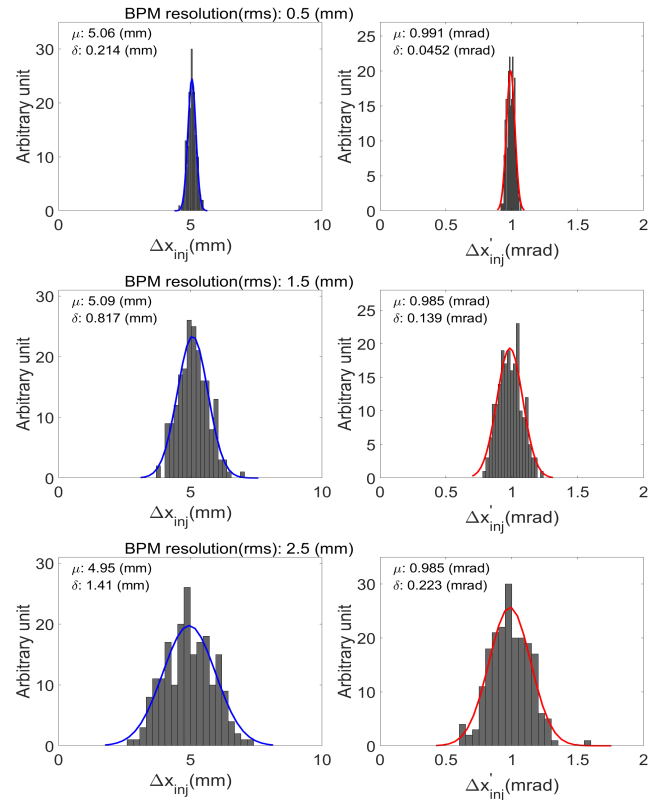 BPM resolution(rms): 0.5 (mm)
μ: 5.06 (mm)
δ: 0.214 (mm)
30
20
10
0
Arbitrary unit
0
5
10
Δx_inj(mm)
μ: 0.991 (mrad)
δ: 0.0452 (mrad)
25
20
15
10
5
0
Arbitrary unit
0
0.5
1
1.5
2
Δx'_inj(mrad)
BPM resolution(rms): 1.5 (mm)
μ: 5.09 (mm)
δ: 0.817 (mm)
30
20
10
0
Arbitrary unit
0
5
10
Δx_inj(mm)
μ: 0.985 (mrad)
δ: 0.139 (mrad)
25
20
15
10
5
0
Arbitrary unit
0
0.5
1
1.5
2
Δx'_inj(mrad)
BPM resolution(rms): 2.5 (mm)
μ: 4.95 (mm)
δ: 1.41 (mm)
30
20
10
0
Arbitrary unit
0
5
10
Δx_inj(mm)
μ: 0.985 (mrad)
δ: 0.223 (mrad)
30
20
10
0
Arbitrary unit
0
0.5
1
1.5
2
Δx'_inj(mrad)